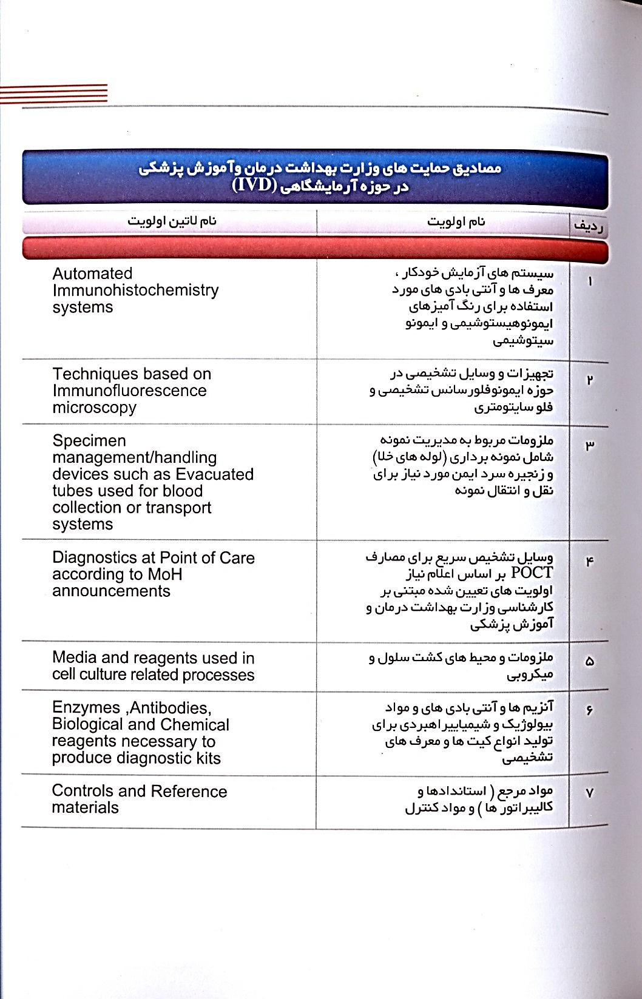 مصادیق حمایت های وزارت بهداشت درمان وآموزش پزشکی
در حوزه آزمایشگاهی (IVD)
ردیف
نام اولویت
نام لاتین اولویت
۱
سیستم های آزمایش خودکار ،
معرف ها و آنتی بادی های مورد
استفاده برای رنگ آمیزهای
ایمونوهیستوشیمی و ایمونو
سیتوشیمی
Automated
Immunohistochemistry
systems
۲
تجهیزات و وسایل تشخیصی در
حوزه ایمونوفلورسانس تشخیصی و
فلو سایتومتری
Techniques based on
Immunofluorescence
microscopy
۳
ملزومات مربوط به مدیریت نمونه
شامل نمونه برداری (لوله های خلا)
و زنجیره سرد ایمن مورد نیاز برای
نقل و انتقال نمونه
Specimen
management/handling
devices such as Evacuated
tubes used for blood
collection or transport
systems
۴
وسایل تشخیص سریع برای مصارف
POCT بر اساس اعلام نیاز
اولویت های تعیین شده مبتنی بر
کارشناسی وزارت بهداشت درمان و
آموزش پزشکی
Diagnostics at Point of Care
according to MoH
announcements
۵
ملزومات و محیط های کشت سلول و
میکروبی
Media and reagents used in
cell culture related processes
۶
آنزیم ها و آنتی بادی های و مواد
بیولوژیک و شیمیاییراهبردی برای
تولید انواع کیت ها و معرف های
تشخیصی
Enzymes ,Antibodies,
Biological and Chemical
reagents necessary to
produce diagnostic kits
۷
مواد مرجع ( استاندادها و
کالیبراتور ها ) و مواد کنترل
Controls and Reference
materials